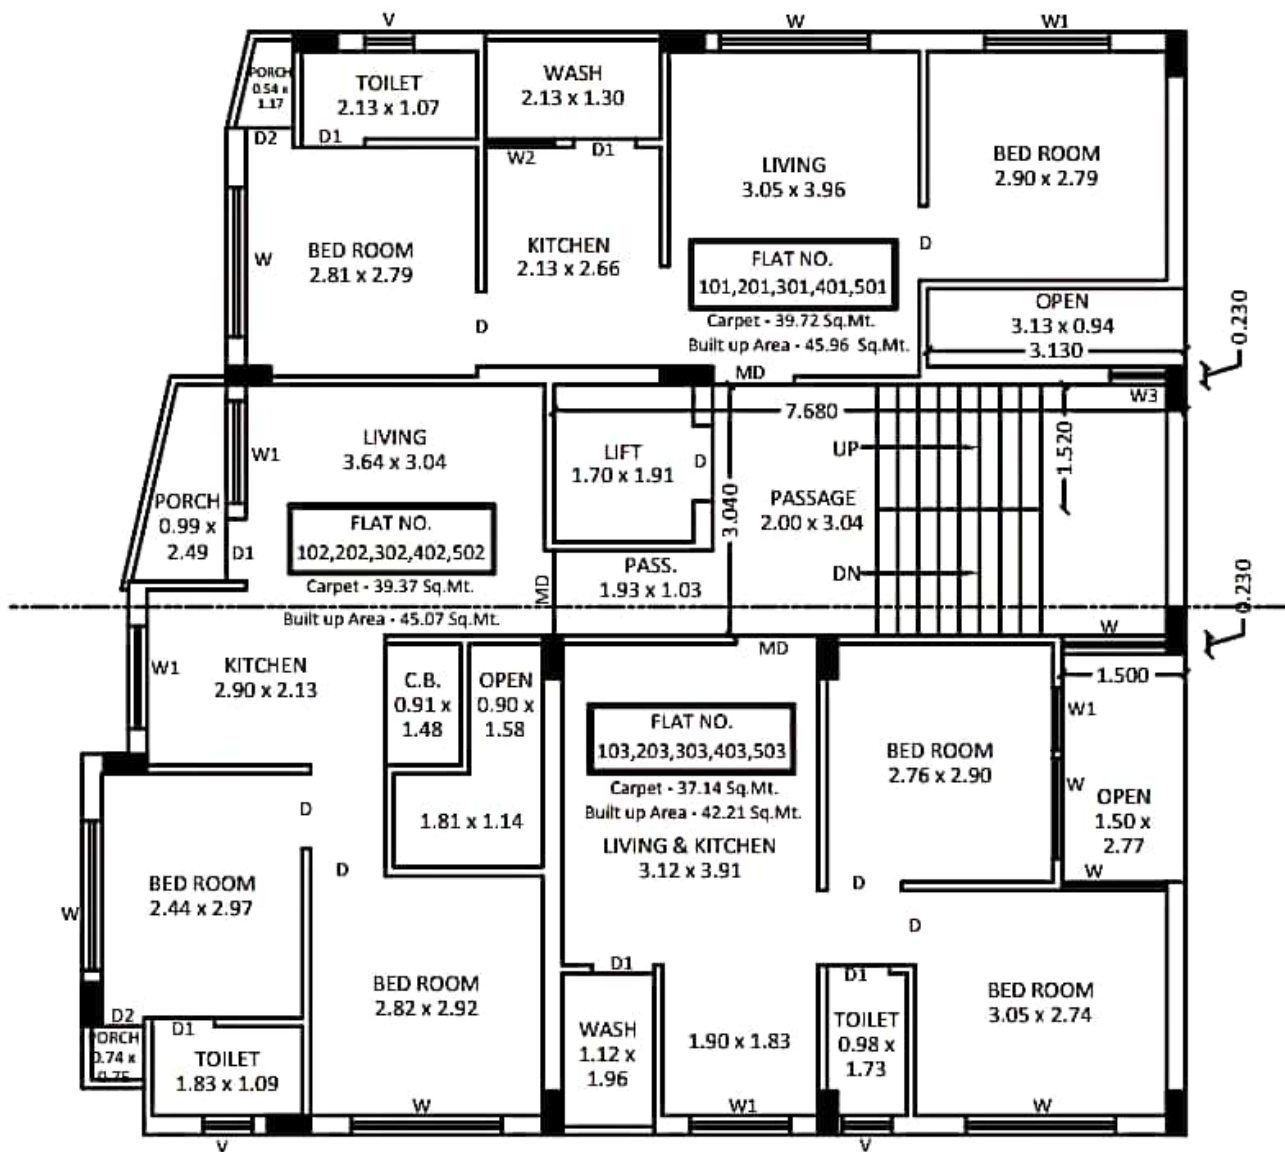 V
W
W1
PORCH
0.54 x
1.17
TOILET
2.13 x 1.07
WASH
2.13 x 1.30
D2
D1
W2
D1
LIVING
3.05 x 3.96
BED ROOM
2.90 x 2.79
W
BED ROOM
2.81 x 2.79
KITCHEN
2.13 x 2.66
D
FLAT NO.
101,201,301,401,501
Carpet - 39.72 Sq.Mt.
Built up Area - 45.96 Sq.Mt.
OPEN
3.13 x 0.94
3.130
0.230
D
MD
W3
7.680
LIVING
3.64 x 3.04
W1
LIFT
1.70 x 1.91
D
UP
1.520
3.040
PASSAGE
2.00 x 3.04
PORCH
0.99 x
2.49
D1
FLAT NO.
102,202,302,402,502
Carpet - 39.37 Sq.Mt.
Built up Area - 45.07 Sq.Mt.
MD
PASS.
1.93 x 1.03
DN
0.230
W
MD
1.500
W1
KITCHEN
2.90 x 2.13
C.B.
0.91 x
1.48
OPEN
0.90 x
1.58
1.81 x 1.14
FLAT NO.
103,203,303,403,503
Carpet - 37.14 Sq.Mt.
Built up Area - 42.21 Sq.Mt.
LIVING & KITCHEN
3.12 x 3.91
BED ROOM
2.76 x 2.90
W1
W
OPEN
1.50 x
2.77
W
D
D
D
D
W
BED ROOM
2.44 x 2.97
BED ROOM
2.82 x 2.92
D1
D1
BED ROOM
3.05 x 2.74
D2
D1
PORCH
0.74 x
0.75
TOILET
1.83 x 1.09
WASH
1.12 x
1.96
1.90 x 1.83
TOILET
0.98 x
1.73
W
W1
W
V
V